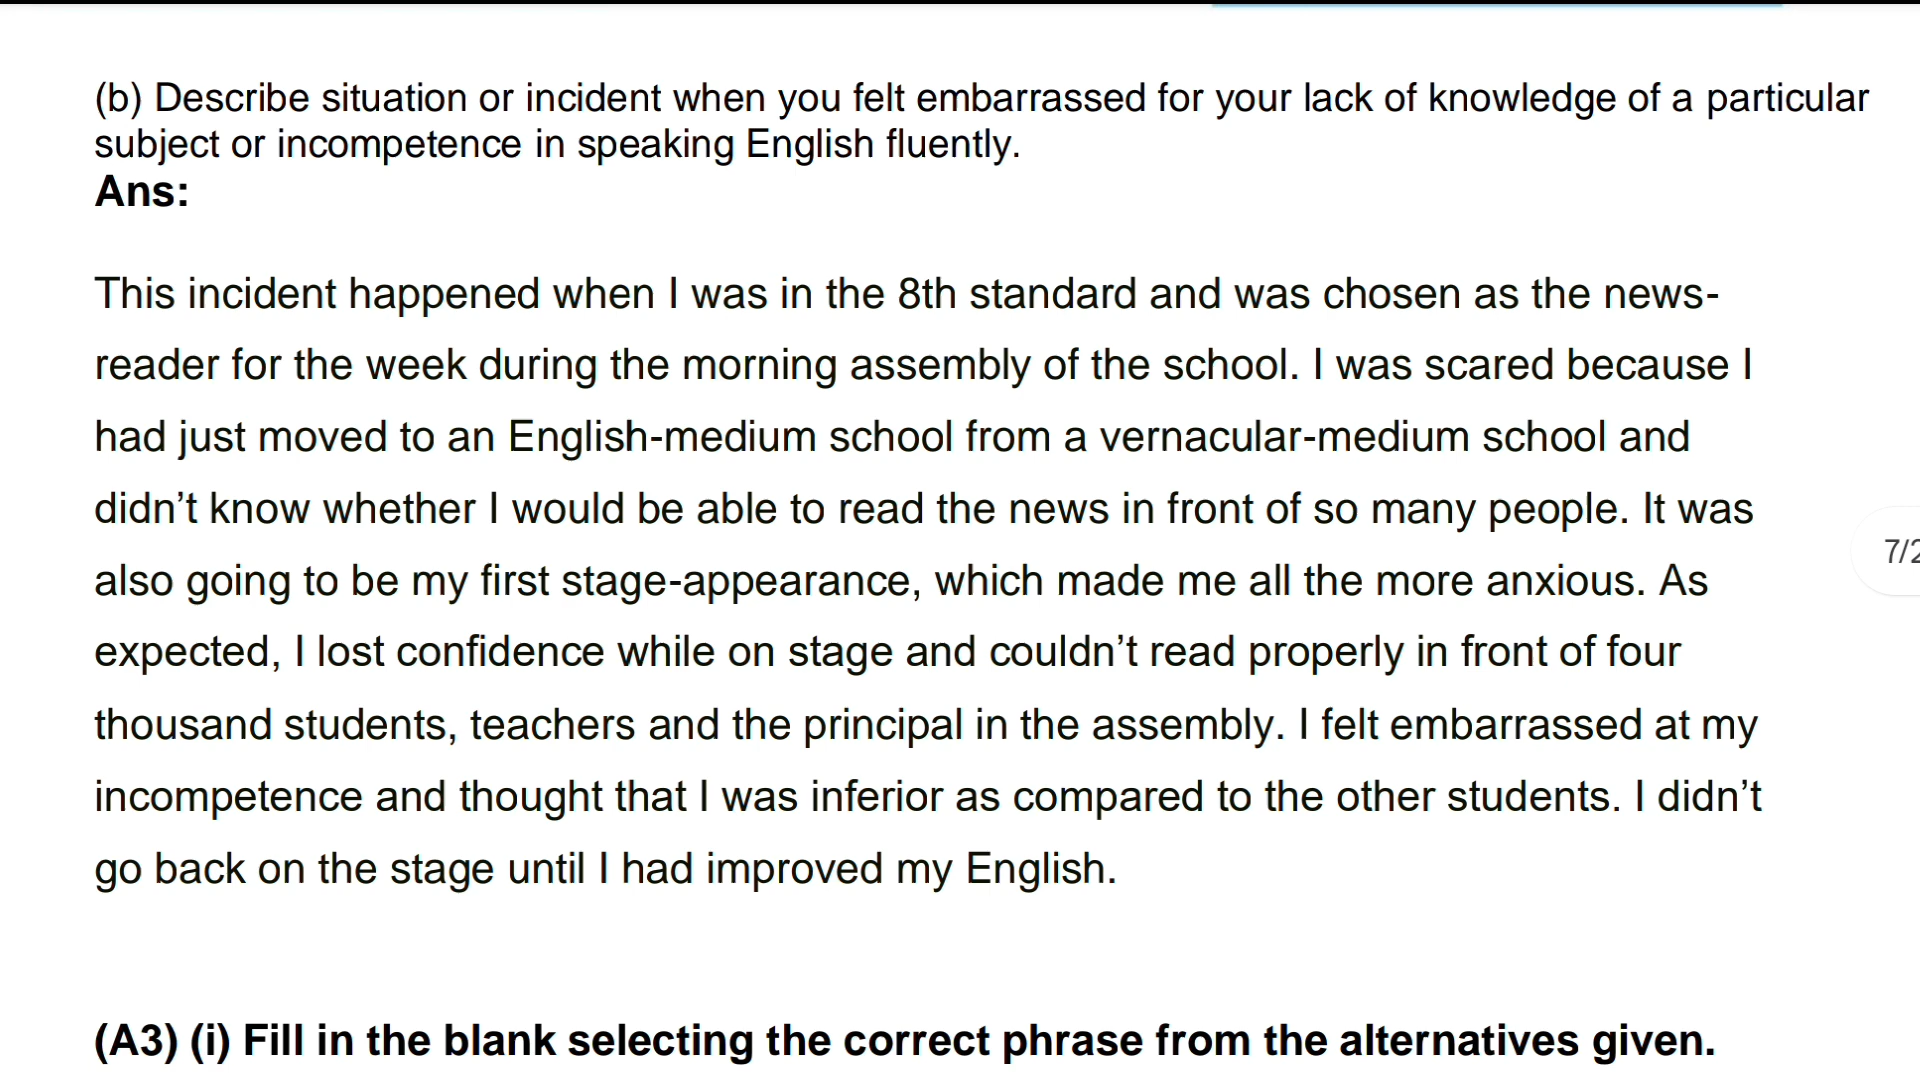 (b) Describe situation or incident when you felt embarrassed for your lack of knowledge of a particular
subject or incompetence in speaking English fluently.
Ans:
This incident happened when I was in the 8th standard and was chosen as the news-
reader for the week during the morning assembly of the school. I was scared because I
had just moved to an English-medium school from a vernacular-medium school and
didn’t know whether I would be able to read the news in front of so many people. It was
also going to be my first stage-appearance, which made me all the more anxious. As
expected, I lost confidence while on stage and couldn’t read properly in front of four
thousand students, teachers and the principal in the assembly. I felt embarrassed at my
incompetence and thought that I was inferior as compared to the other students. I didn’t
go back on the stage until I had improved my English.
(A3) (i) Fill in the blank selecting the correct phrase from the alternatives given.